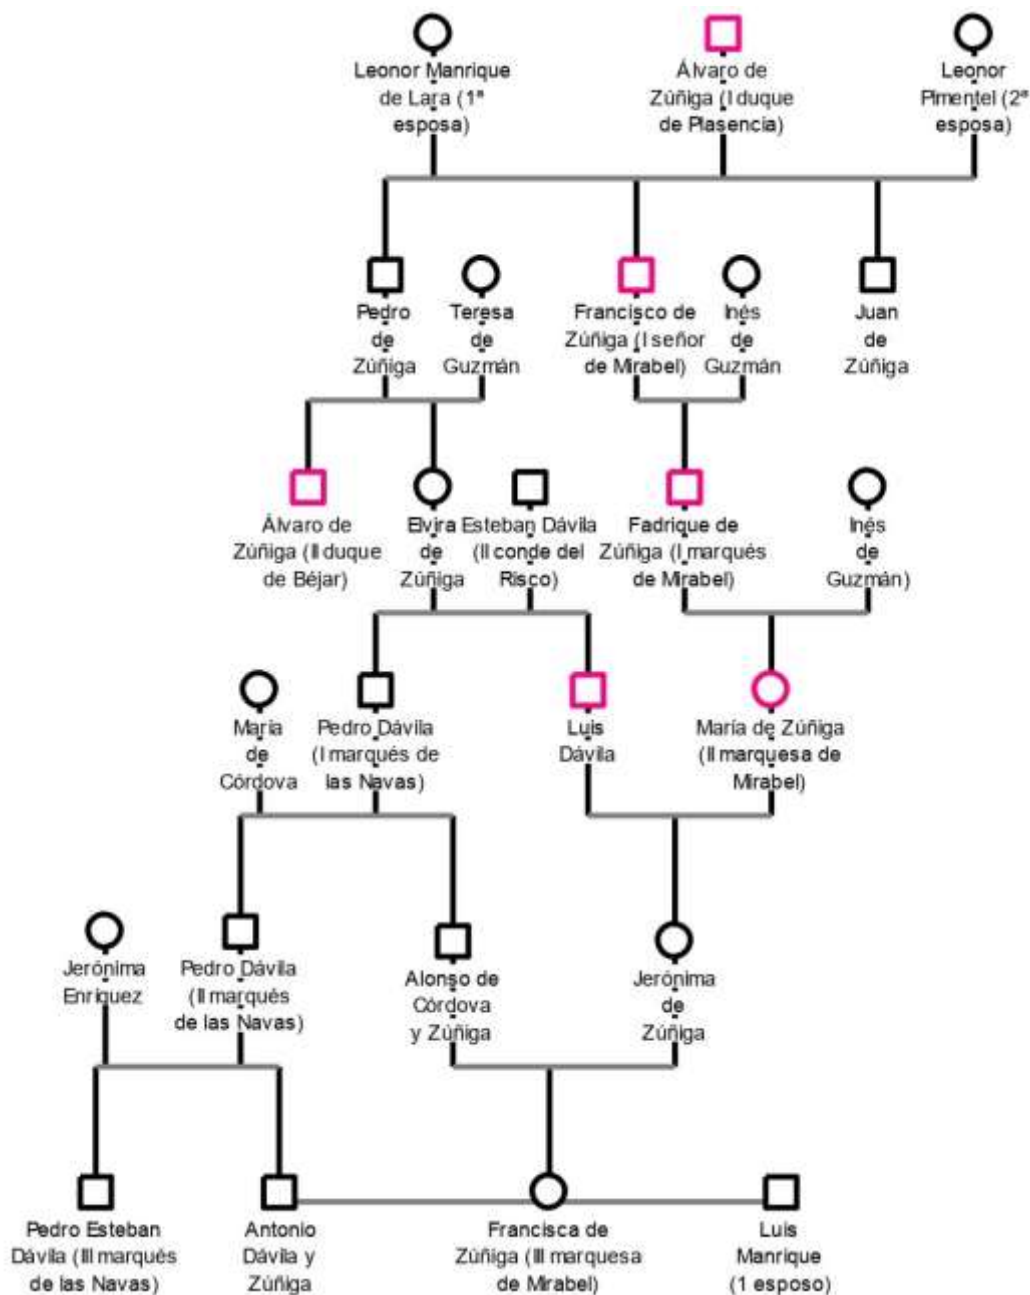 Leonor Manrique
de Lara (1ª
esposa)
Álvaro de
Zúñiga (I duque
de Plasencia)
Leonor
Pimentel (2ª
esposa)
Pedro
de
Zúñiga
Teresa
de
Guzmán
Francisco de
Zúñiga (I señor
de Mirabel)
Inés
de
Guzmán
Juan
de
Zúñiga
Álvaro de
Zúñiga (II duque
de Béjar)
Elvira
de
Zúñiga
Esteban Dávila
(II conde del
Risco)
Fadrique de
Zúñiga (I marqués
de Mirabel)
Inés
de
Guzmán)
María
de
Córdova
Pedro Dávila
(I marqués de
las Navas)
Luis
Dávila
María de Zúñiga
(II marquesa de
Mirabel)
Jerónima
Enríquez
Pedro Dávila
(II marqués
de las Navas)
Alonso de
Córdova
y Zúñiga
Jerónima
de
Zúñiga
Pedro Esteban
Dávila (III marqués
de las Navas)
Antonio
Dávila y
Zúñiga
Francisca de
Zúñiga (III marquesa
de Mirabel)
Luis
Manrique
(1 esposo)